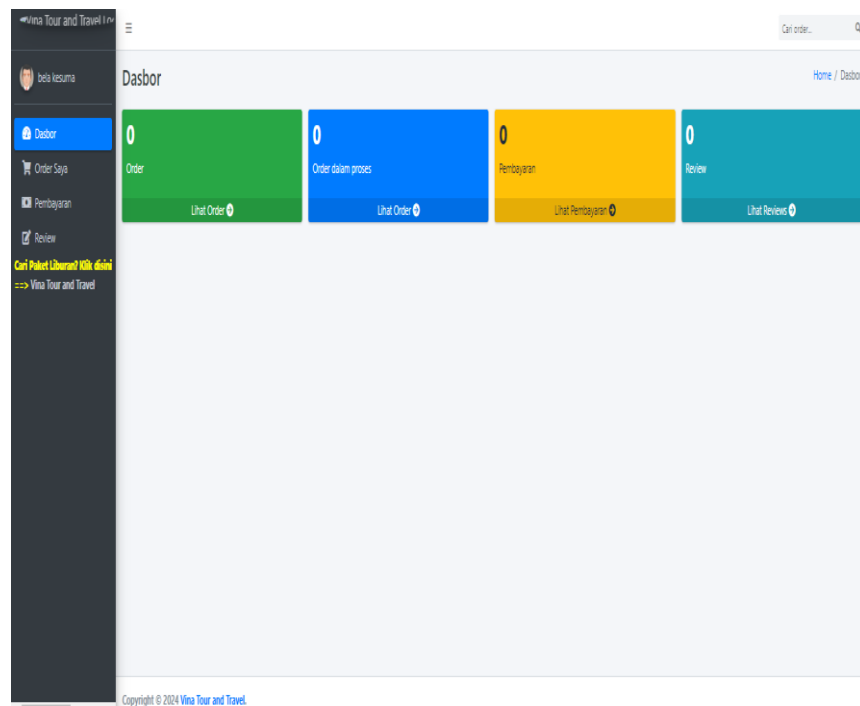 Vina Tour and Travel
Cari order...
bela kesuma
Dasbor
Home / Dasbor
Dasbor
Order Saya
Pembayaran
Review
Cari Paket Liburan? Klik disini
==> Vina Tour and Travel
0
Order
Lihat Order
0
Order dalam proses
Lihat Order
0
Pembayaran
Lihat Pembayaran
0
Review
Lihat Reviews
Copyright © 2024 Vina Tour and Travel.